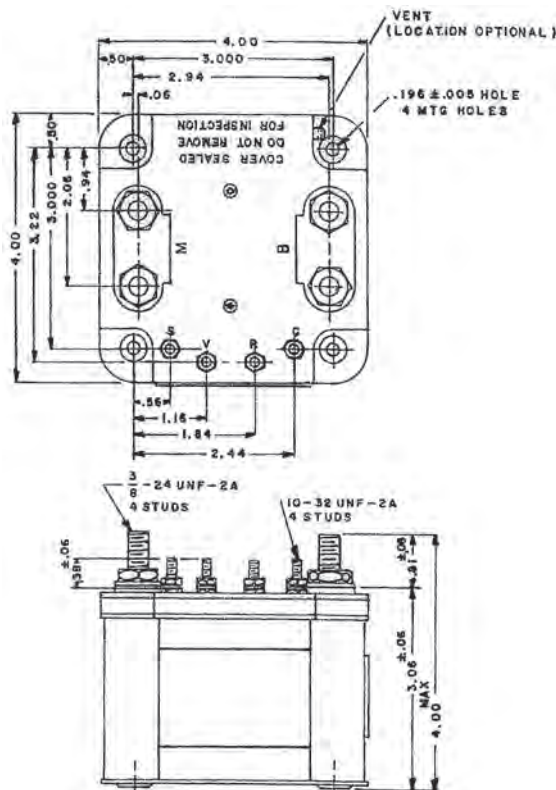 VENT
(LOCATION OPTIONAL)
4.00
.50
3.000
2.94
.06
.196 ±.005 HOLE
4 MTG HOLES
COVER SEALED
DO NOT REMOVE
FOR INSPECTION
.50
.94
2.06
3.000
3.22
4.00
M
B
S
V
R
G
.56
1.16
1.84
2.44
3/8-24 UNF-2A
4 STUDS
10-32 UNF-2A
4 STUDS
±.06
.38
±.06
.81
±.06
3.06
MAX
4.00